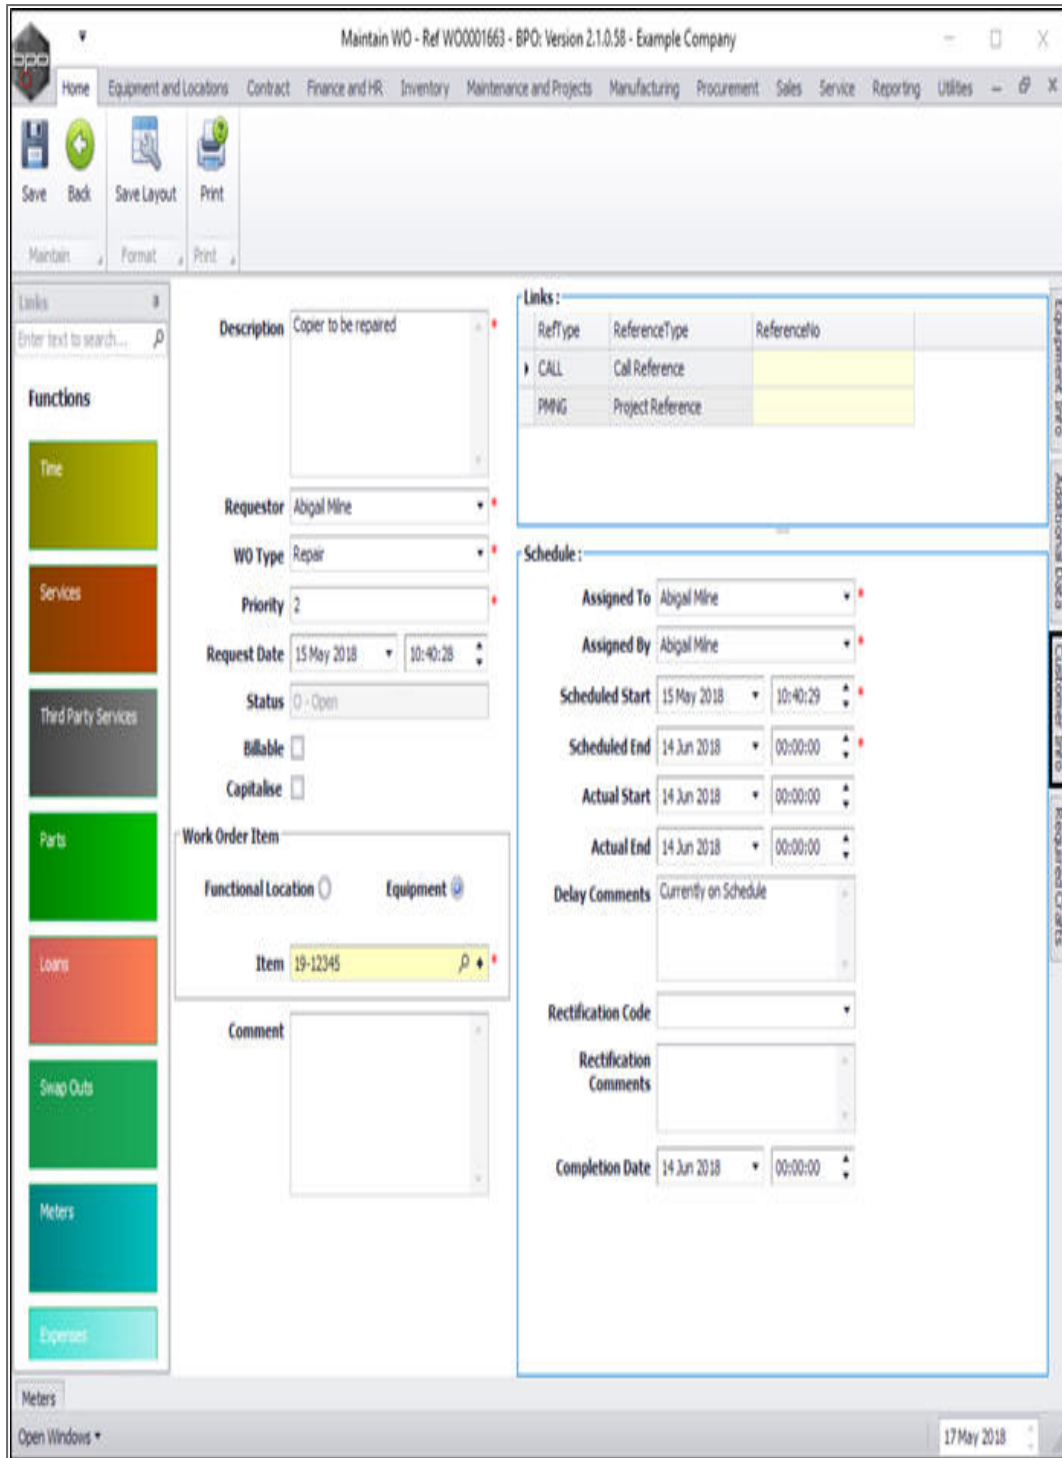 Maintain WO - Ref WO0001663 - BPO: Version 2.1.0.58 - Example Company
bpo
Home Equipment and Locations Contract Finance and HR Inventory Maintenance and Projects Manufacturing Procurement Sales Service Reporting Utilities
Save Back Save Layout Print
Maintain Format Print
Links
Enter text to search...
Functions
Time
Services
Third Party Services
Parts
Loans
Swap Outs
Meters
Expenses
Description Copier to be repaired *
Requestor Abigail Milne *
WO Type Repair *
Priority 2 *
Request Date 15 May 2018 10:40:28
Status O - Open
Billable
Capitalise
Work Order Item
Functional Location Equipment
Item 19-12345 *
Comment
Links :
RefType ReferenceType ReferenceNo
CALL Call Reference
PMNG Project Reference
Schedule :
Assigned To Abigail Milne *
Assigned By Abigail Milne *
Scheduled Start 15 May 2018 10:40:29 *
Scheduled End 14 Jun 2018 00:00:00 *
Actual Start 14 Jun 2018 00:00:00
Actual End 14 Jun 2018 00:00:00
Delay Comments Currently on Schedule
Rectification Code
Rectification
Comments
Completion Date 14 Jun 2018 00:00:00
Equipment Info
Additional Data
Customer Info
Required Crafts
Meters
Open Windows
17 May 2018